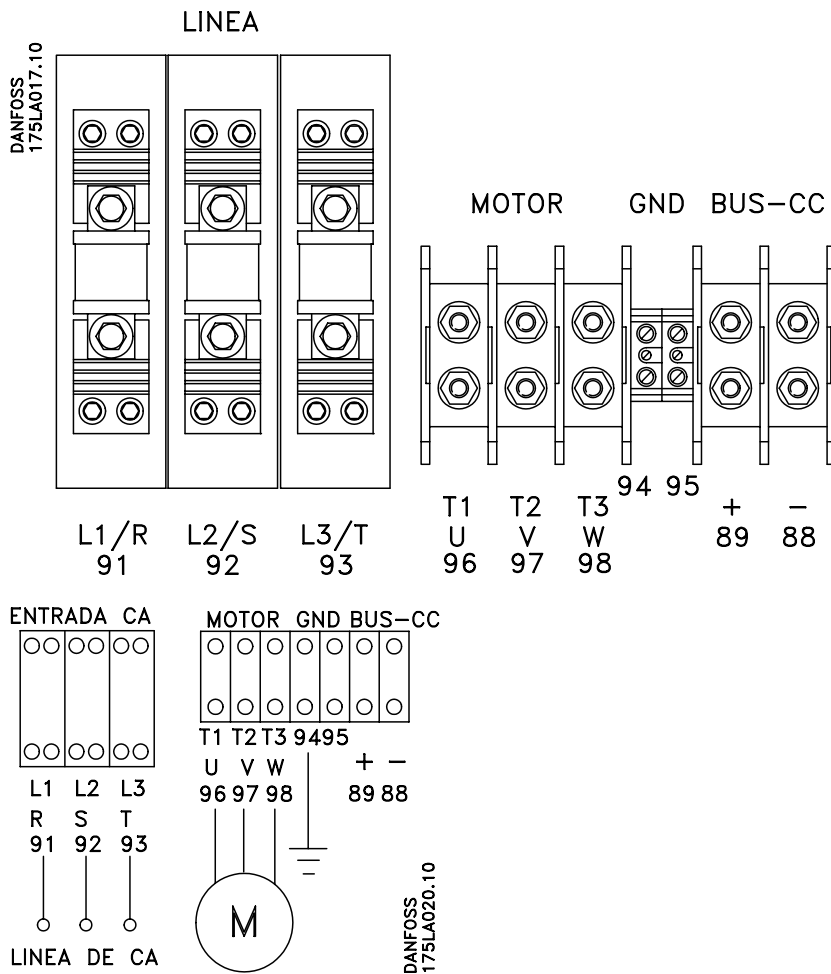 LINEA
DANFOSS
175LA017.10
MOTOR GND BUS-CC
94 95
T1 T2 T3 + -
U V W 89 88
96 97 98
L1/R L2/S L3/T
91 92 93
ENTRADA CA
MOTOR GND BUS-CC
T1 T2 T3 94 95
U V W + -
96 97 98 89 88
L1 L2 L3
R S T
91 92 93
M
LINEA DE CA
DANFOSS
175LA020.10